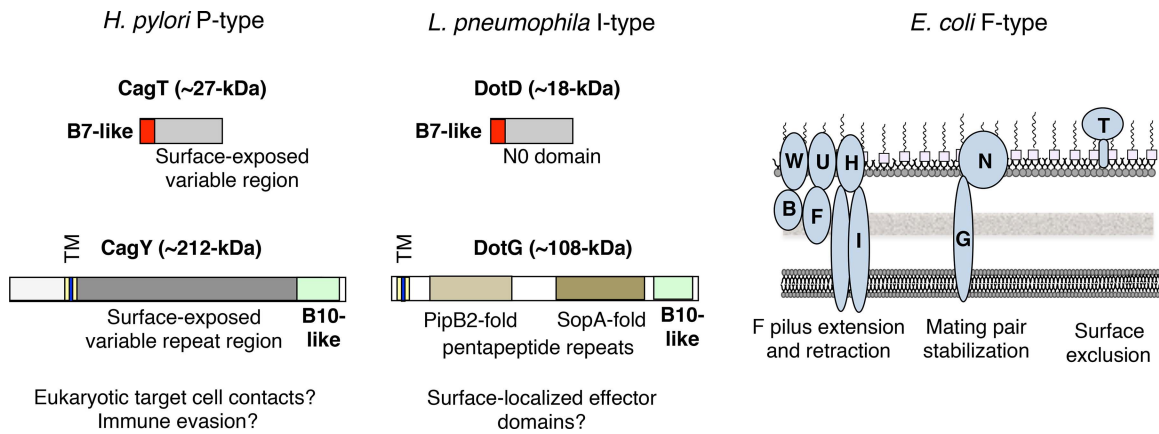 H. pylori P-type
CagT (~27-kDa)
B7-like
Surface-exposed
variable region
TM
CagY (~212-kDa)
Surface-exposed
variable repeat region
B10-
like
Eukaryotic target cell contacts?
Immune evasion?
L. pneumophila I-type
DotD (~18-kDa)
B7-like
N0 domain
TM
DotG (~108-kDa)
PipB2-fold
SopA-fold
pentapeptide repeats
B10-
like
Surface-localized effector
domains?
E. coli F-type
W
U
H
N
T
B
F
I
G
F pilus extension
and retraction
Mating pair
stabilization
Surface
exclusion